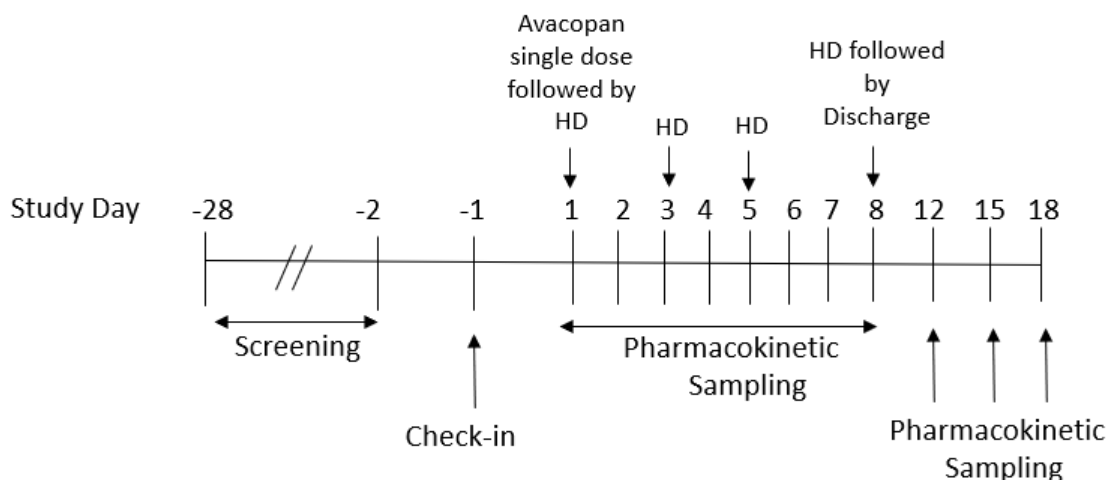 Avacopan
single dose
followed by
HD
HD
HD
HD followed
by
Discharge
Study Day -28 -2 -1 1 2 3 4 5 6 7 8 12 15 18
Screening
Check-in
Pharmacokinetic
Sampling
Pharmacokinetic
Sampling